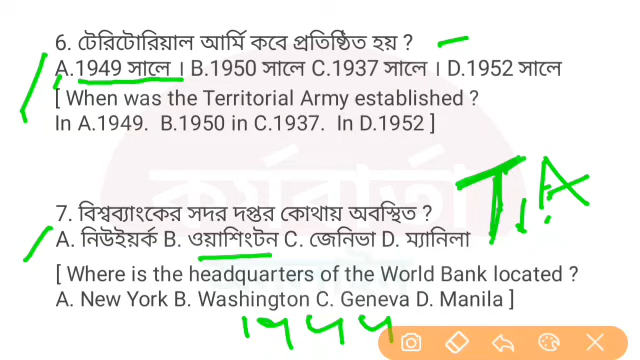 6. টেরিটোরিয়াল আর্মি কবে প্রতিষ্ঠিত হয় ?
A.1949 সালে । B.1950 সালে C.1937 সালে । D.1952 সালে
[ When was the Territorial Army established ?
In A.1949. B.1950 in C.1937. In D.1952 ]
কর্মবার্তা
T.A
7. বিশ্বব্যাংকের সদর দপ্তর কোথায় অবস্থিত ?
A. নিউইয়র্ক B. ওয়াশিংটন C. জেনিভা D. ম্যানিলা
[ Where is the headquarters of the World Bank located ?
A. New York B. Washington C. Geneva D. Manila ]